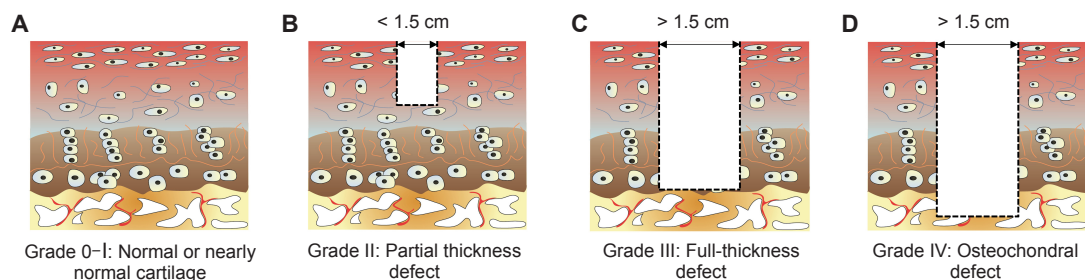 A
B
< 1.5 cm
C
> 1.5 cm
D
> 1.5 cm
Grade 0–I: Normal or nearly
normal cartilage
Grade II: Partial thickness
defect
Grade III: Full-thickness
defect
Grade IV: Osteochondral
defect